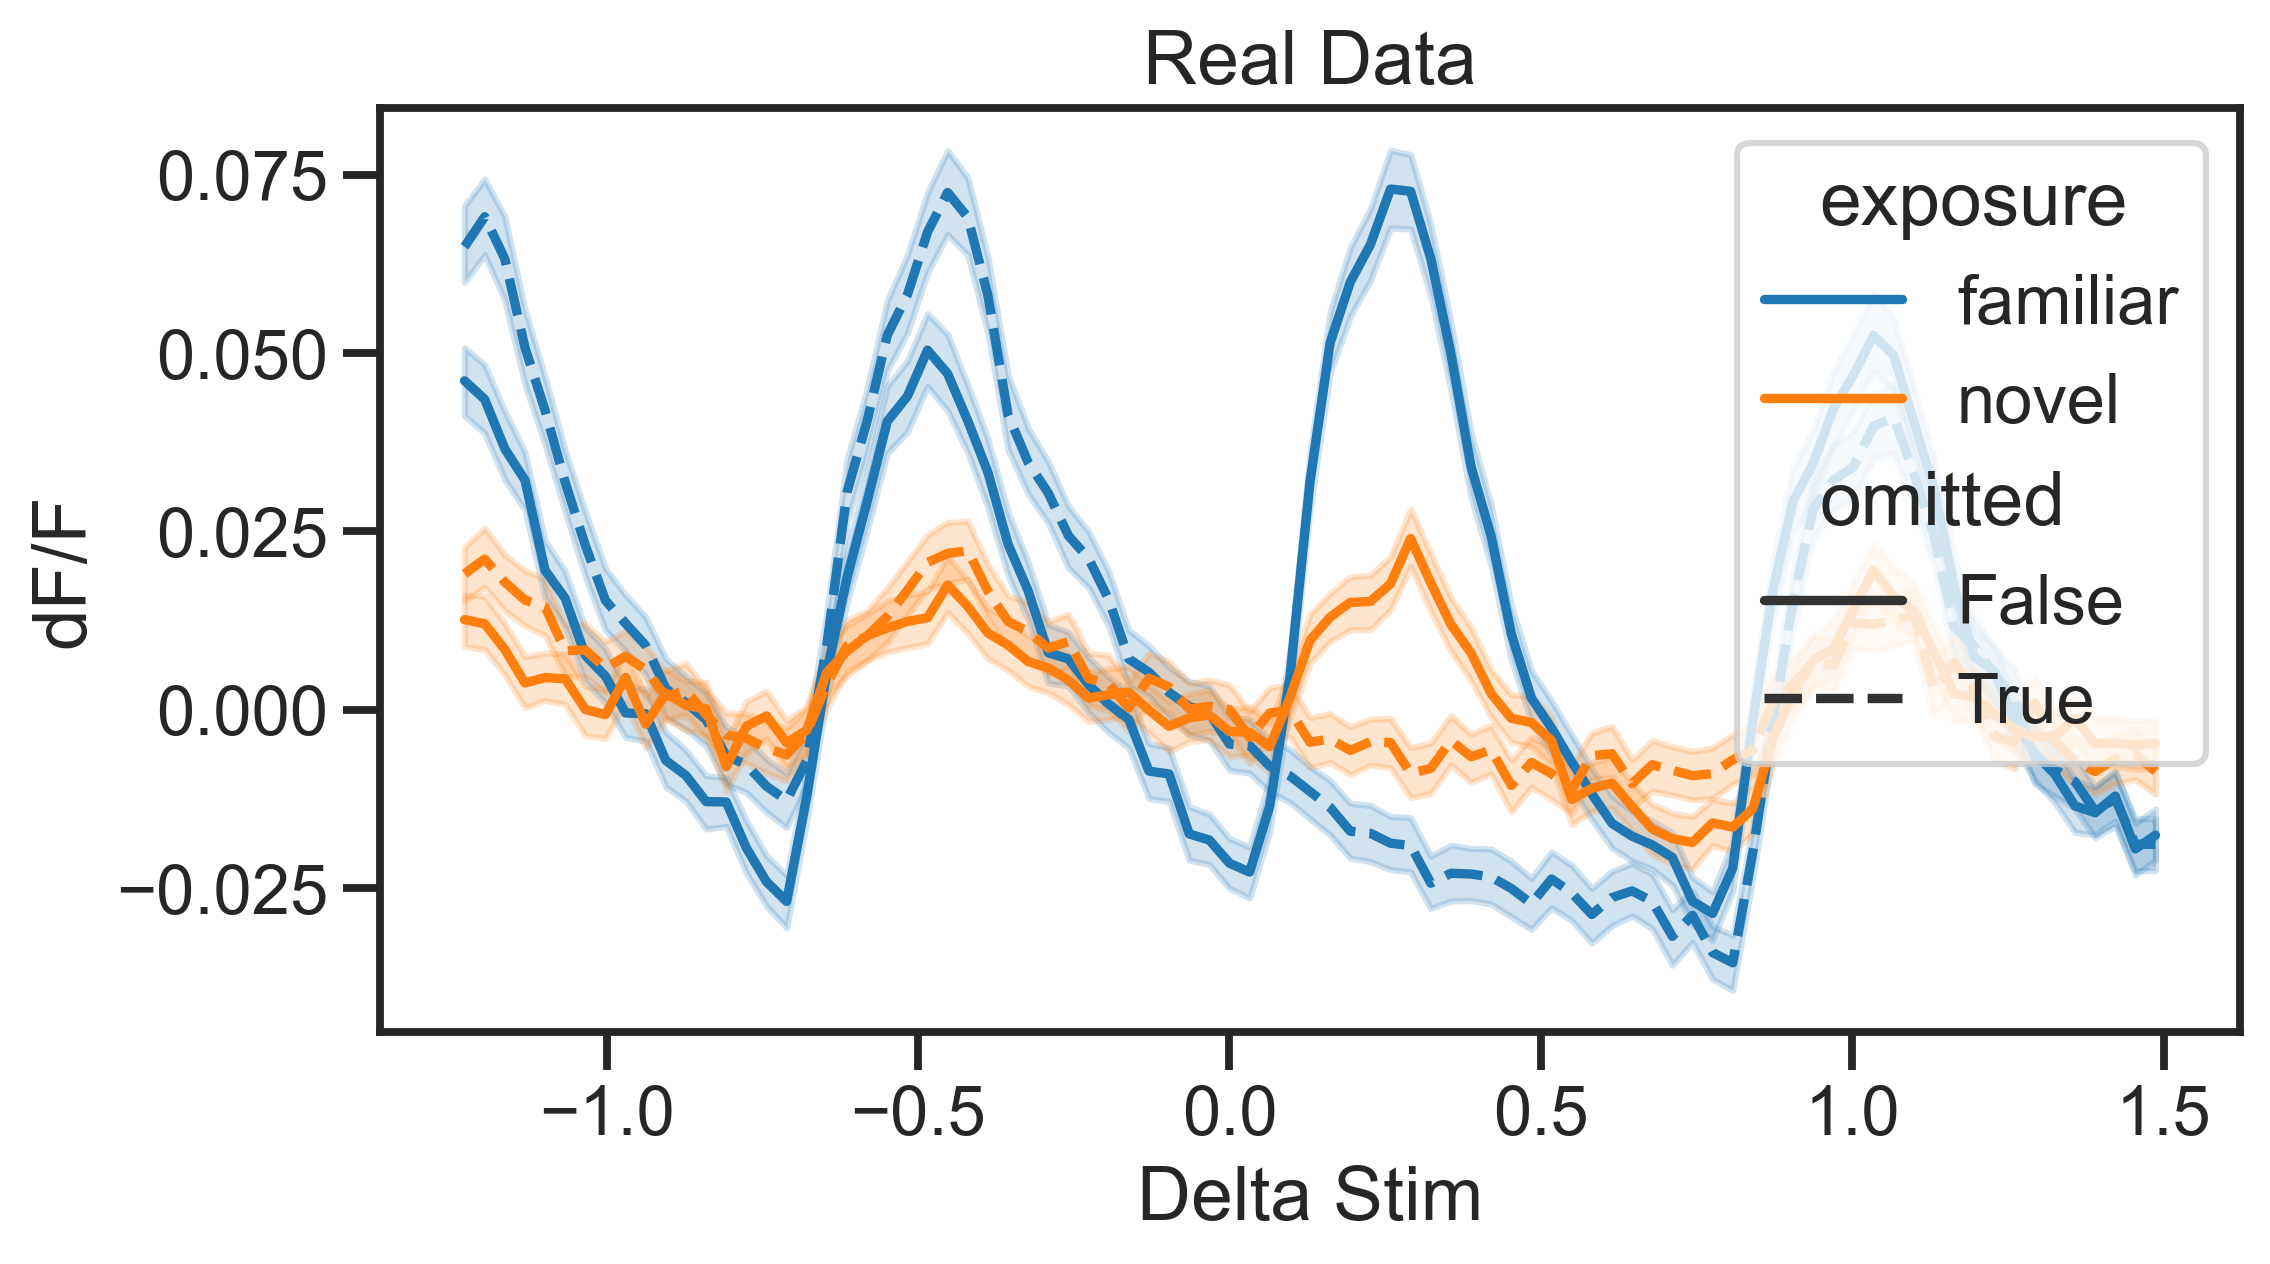 Real Data
dF/F
0.075
0.050
0.025
0.000
−0.025
−1.0
−0.5
0.0
0.5
1.0
1.5
Delta Stim
exposure
familiar
novel
omitted
False
True